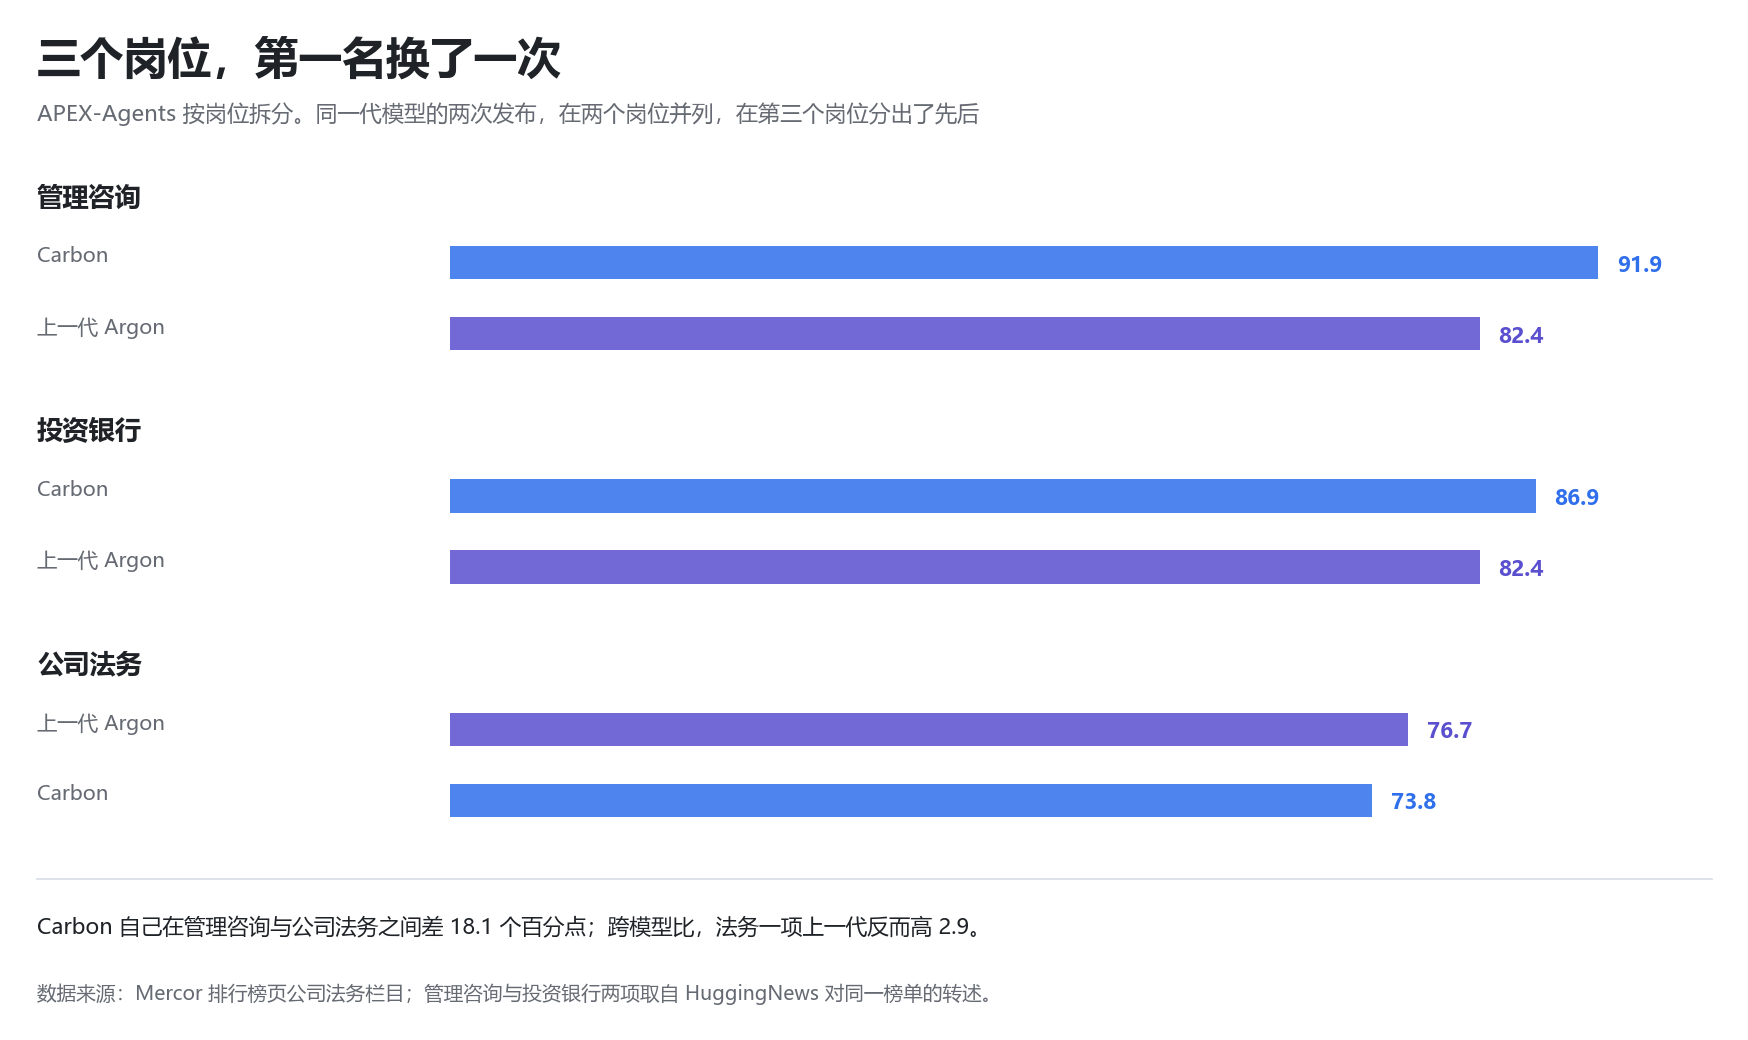 三个岗位，第一名换了一次
APEX-Agents 按岗位拆分。同一代模型的两次发布，在两个岗位并列，在第三个岗位分出了先后
管理咨询
Carbon 91.9
上一代 Argon 82.4
投资银行
Carbon 86.9
上一代 Argon 82.4
公司法务
上一代 Argon 76.7
Carbon 73.8
Carbon 自己在管理咨询与公司法务之间差 18.1 个百分点；跨模型比，法务一项上一代反而高 2.9。
数据来源：Mercor 排行榜页公司法务栏目；管理咨询与投资银行两项取自 HuggingNews 对同一榜单的转述。